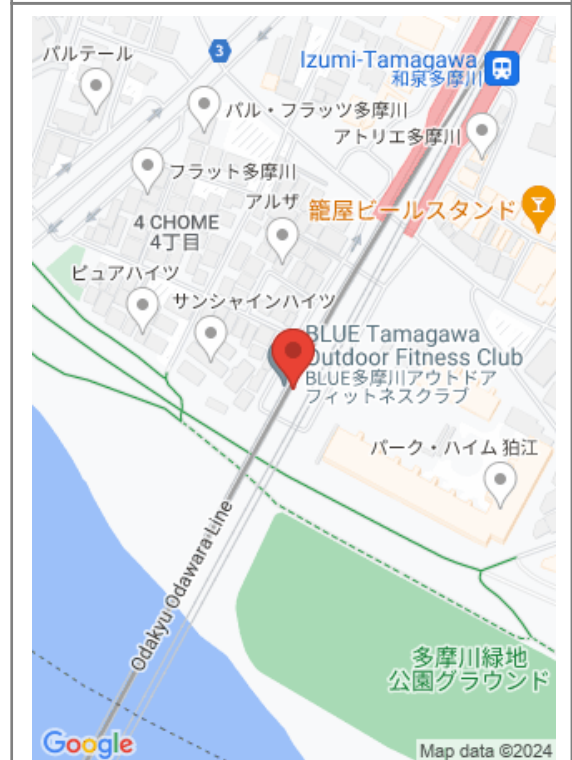 パルテール
3
Izumi-Tamagawa
和泉多摩川
パル・フラッツ多摩川
アトリエ多摩川
フラット多摩川
アルザ
籠屋ビールスタンド
4 CHOME
4丁目
ピュアハイツ
サンシャインハイツ
BLUE Tamagawa
Outdoor Fitness Club
BLUE多摩川アウトドア
フィットネスクラブ
パーク・ハイム 狛江
Odakyu Odawara Line
多摩川緑地
公園グラウンド
Google
Map data ©2024